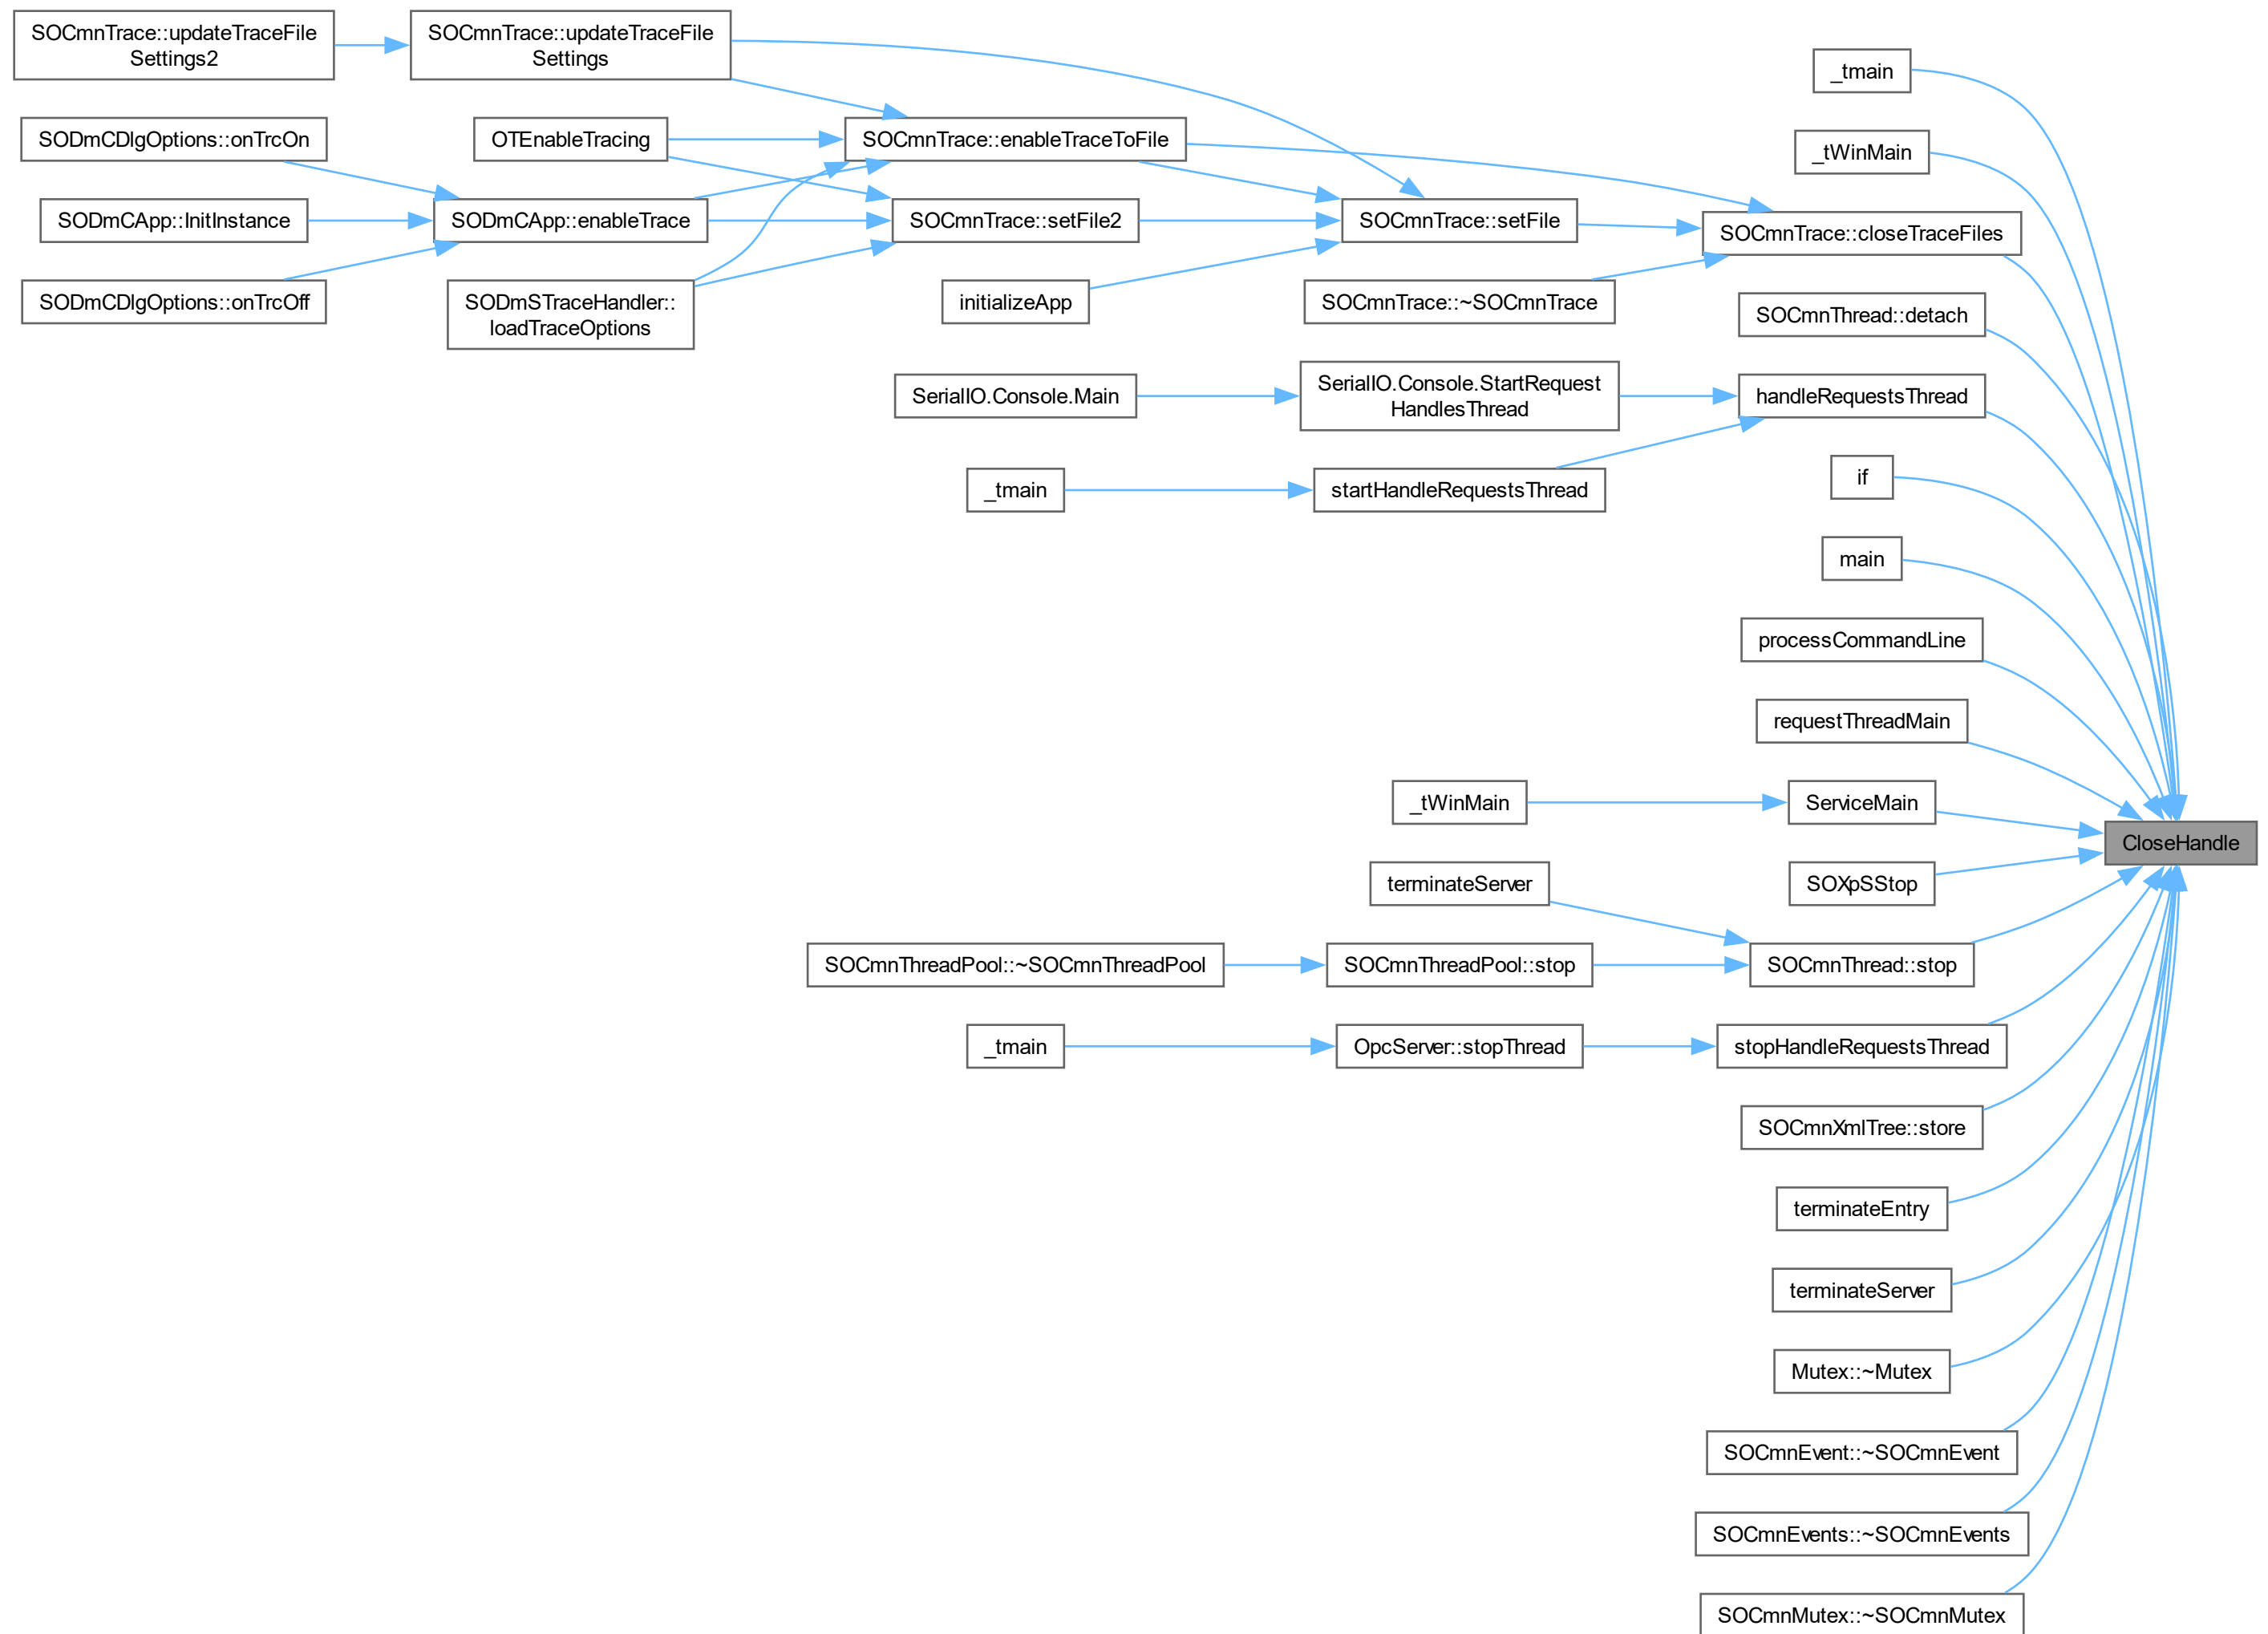 SOCmnTrace::updateTraceFile
Settings2
SOCmnTrace::updateTraceFile
Settings
_tmain
SODmCDlgOptions::onTrcOn
OTEnableTracing
SOCmnTrace::enableTraceToFile
_tWinMain
SODmCApp::InitInstance
SODmCApp::enableTrace
SOCmnTrace::setFile2
SOCmnTrace::setFile
SOCmnTrace::closeTraceFiles
SODmCDlgOptions::onTrcOff
SODmSTraceHandler::
loadTraceOptions
initializeApp
SOCmnTrace::~SOCmnTrace
SOCmnThread::detach
SerialIO.Console.Main
SerialIO.Console.StartRequest
HandlesThread
handleRequestsThread
_tmain
startHandleRequestsThread
if
main
processCommandLine
requestThreadMain
_tWinMain
ServiceMain
CloseHandle
terminateServer
SOXpSStop
SOCmnThreadPool::~SOCmnThreadPool
SOCmnThreadPool::stop
SOCmnThread::stop
_tmain
OpcServer::stopThread
stopHandleRequestsThread
SOCmnXmlTree::store
terminateEntry
terminateServer
Mutex::~Mutex
SOCmnEvent::~SOCmnEvent
SOCmnEvents::~SOCmnEvents
SOCmnMutex::~SOCmnMutex